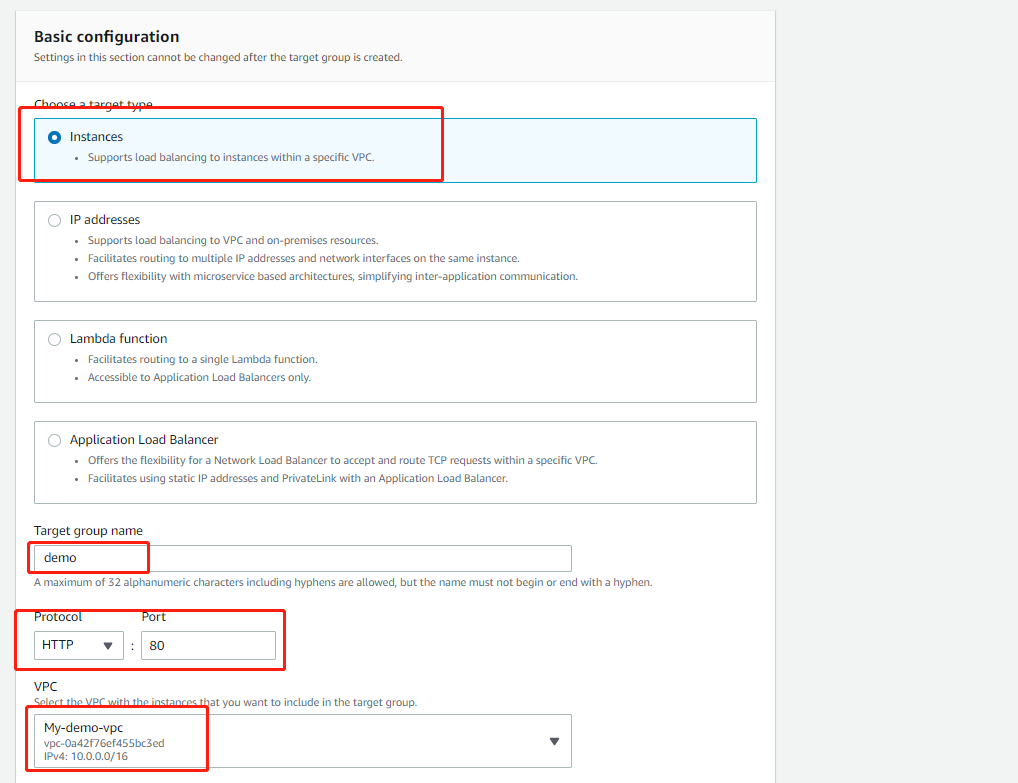 Basic configuration
Settings in this section cannot be changed after the target group is created.
Choose a target type
Instances
• Supports load balancing to instances within a specific VPC.
IP addresses
• Supports load balancing to VPC and on-premises resources.
• Facilitates routing to multiple IP addresses and network interfaces on the same instance.
• Offers flexibility with microservice based architectures, simplifying inter-application communication.
Lambda function
• Facilitates routing to a single Lambda function.
• Accessible to Application Load Balancers only.
Application Load Balancer
• Offers the flexibility for a Network Load Balancer to accept and route TCP requests within a specific VPC.
• Facilitates using static IP addresses and PrivateLink with an Application Load Balancer.
Target group name
demo
A maximum of 32 alphanumeric characters including hyphens are allowed, but the name must not begin or end with a hyphen.
Protocol Port
HTTP : 80
VPC
Select the VPC with the instances that you want to include in the target group.
My-demo-vpc
vpc-0a42f76ef455bc3ed
IPv4: 10.0.0.0/16